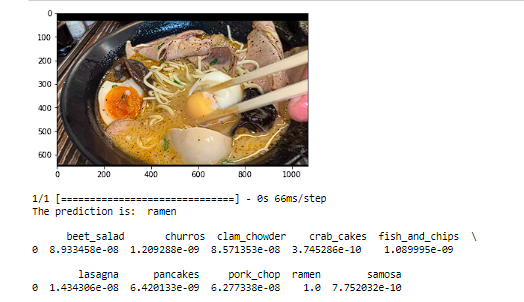 0
100
200
300
400
500
600
0 200 400 600 800 1000
1/1 [==============================] - 0s 66ms/step
The prediction is:  ramen
beet_salad churros clam_chowder crab_cakes fish_and_chips \
0 8.933458e-08 1.209288e-09 8.571353e-08 3.745286e-10 1.089995e-09
lasagna pancakes pork_chop ramen samosa
0 1.434306e-08 6.420133e-09 6.277338e-08 1.0 7.752032e-10